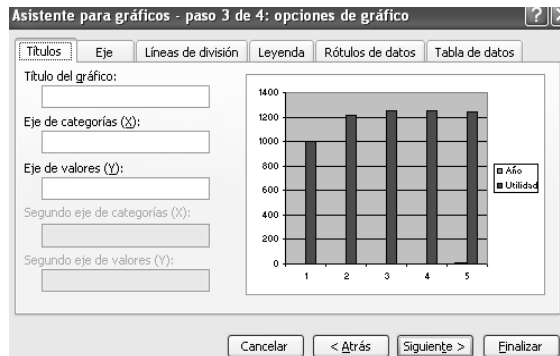 Asistente para gráficos - paso 3 de 4: opciones de gráfico
Títulos Eje Líneas de división Leyenda Rótulos de datos Tabla de datos
Título del gráfico:
Eje de categorías (X):
Eje de valores (Y):
Segundo eje de categorías (X):
Segundo eje de valores (Y):
1400
1200
1000
800
600
400
200
0
1 2 3 4 5
Año
Utilidad
Cancelar < Atrás Siguiente > Finalizar